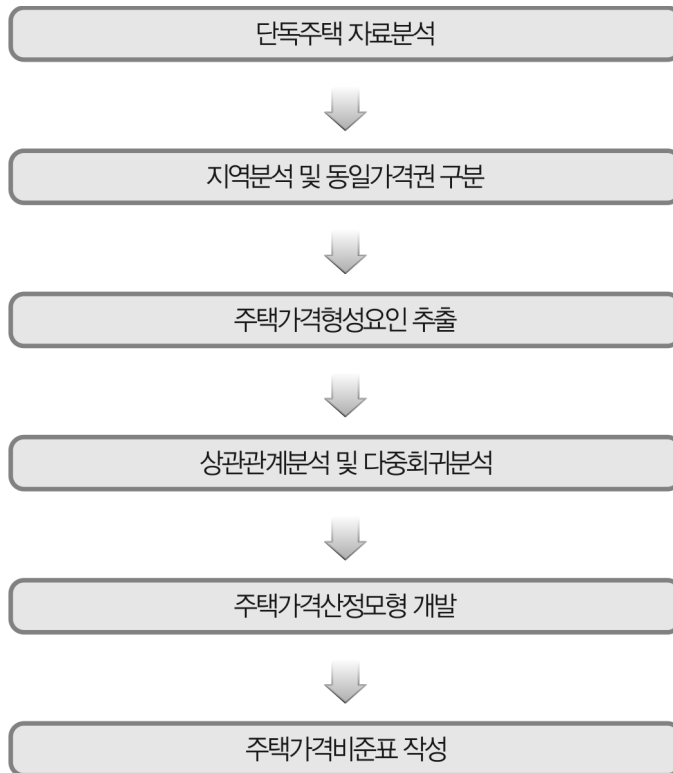 단독주택 자료분석
지역분석 및 동일가격권 구분
주택가격형성요인 추출
상관관계분석 및 다중회귀분석
주택가격산정모형 개발
주택가격비준표 작성